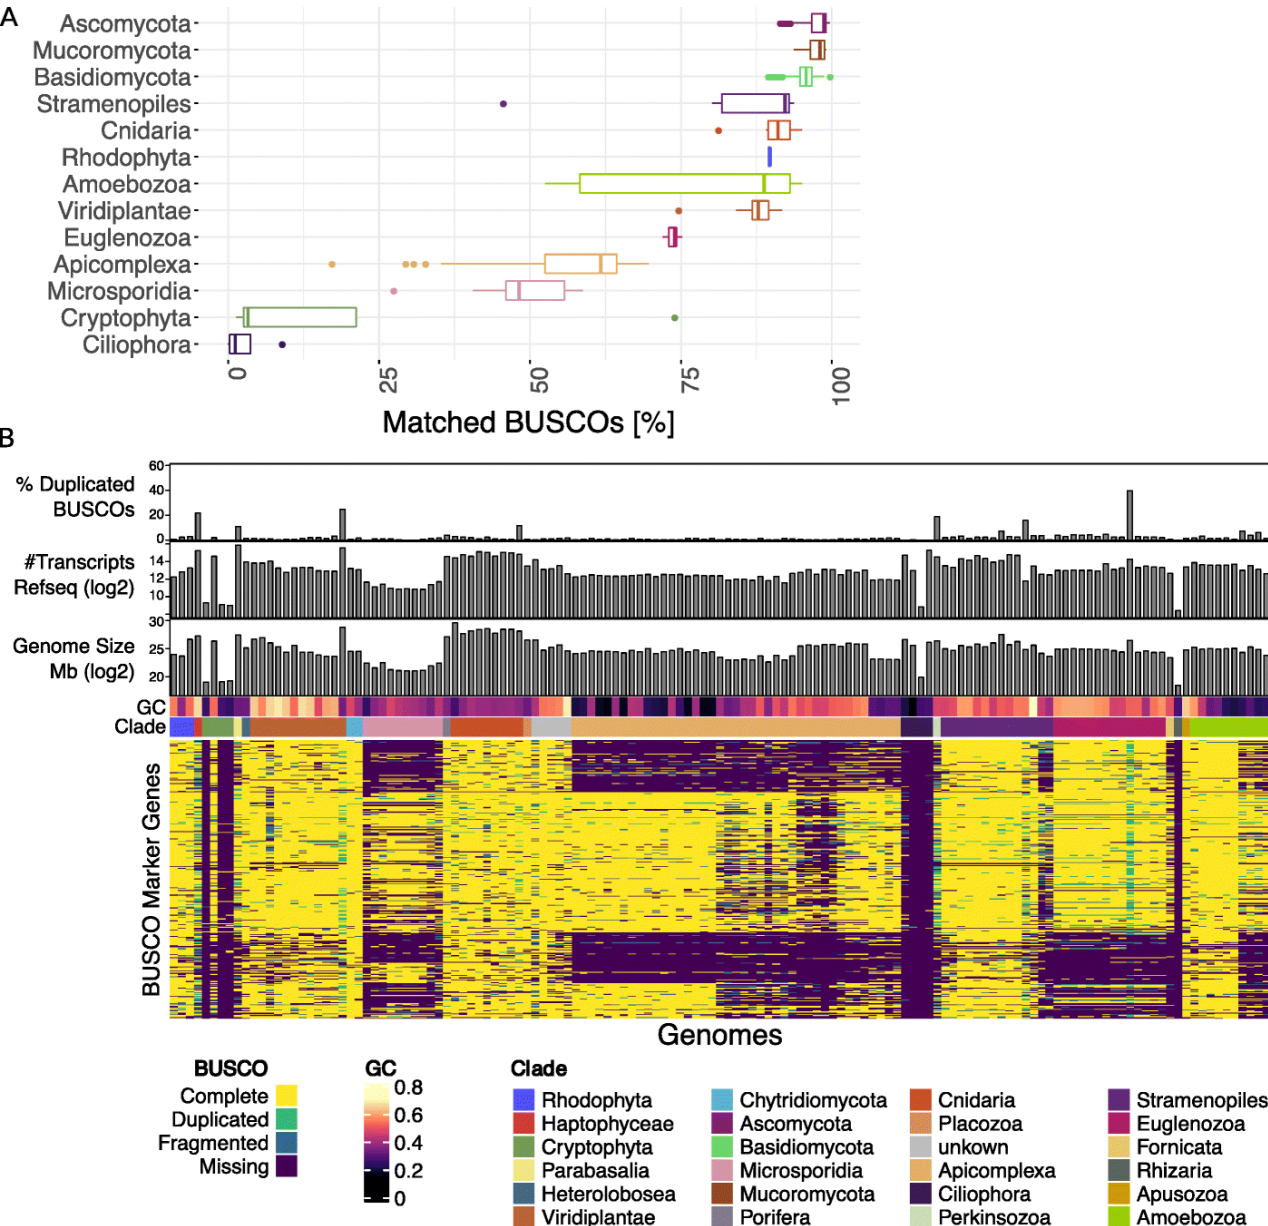 A
Ascomycota
Mucoromycota
Basidiomycota
Stramenopiles
Cnidaria
Rhodophyta
Amoebozoa
Viridiplantae
Euglenozoa
Apicomplexa
Microsporidia
Cryptophyta
Ciliophora
0 25 50 75 100
Matched BUSCOs [%]
B
% Duplicated
BUSCOs
60
40
20
0
#Transcripts
Refseq (log2)
14
12
10
Genome Size
Mb (log2)
30
25
20
GC
Clade
BUSCO Marker Genes
Genomes
BUSCO
Complete
Duplicated
Fragmented
Missing
GC
0.8
0.6
0.4
0.2
0
Clade
Rhodophyta
Haptophyceae
Cryptophyta
Parabasalia
Heterolobosea
Viridiplantae
Chytridiomycota
Ascomycota
Basidiomycota
Microsporidia
Mucoromycota
Porifera
Cnidaria
Placozoa
unkown
Apicomplexa
Ciliophora
Perkinsozoa
Stramenopiles
Euglenozoa
Fornicata
Rhizaria
Apusozoa
Amoebozoa